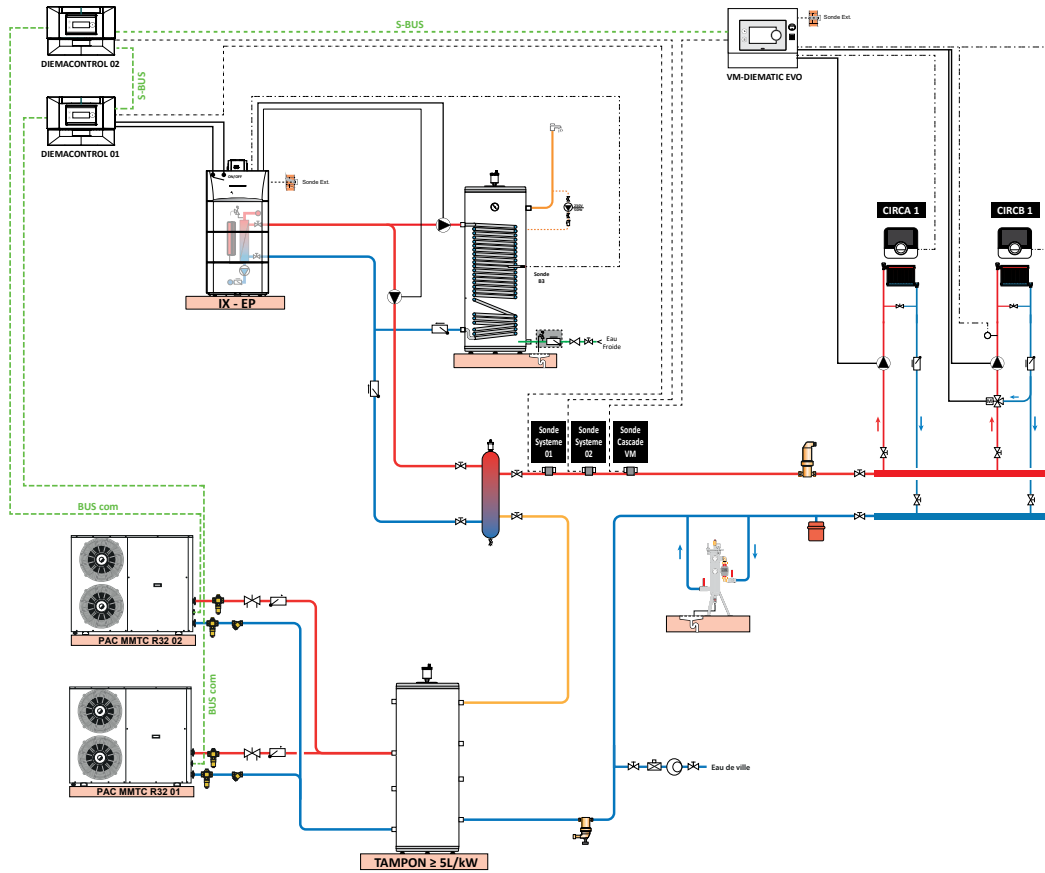 S-BUS
Sonde Ext.
DIEMACONTROL 02
VM-DIEMATIC EVO
S-BUS
DIEMACONTROL 01
ON/OFF
Sonde Ext.
CIRCA 1
CIRCB 1
Sonde
B3
IX - EP
Eau
Froide
Sonde
Systeme
01
Sonde
Systeme
02
Sonde
Cascade
VM
BUS com
PAC MMTC R32 02
BUS com
Eau de ville
PAC MMTC R32 01
TAMPON ≥ 5L/kW